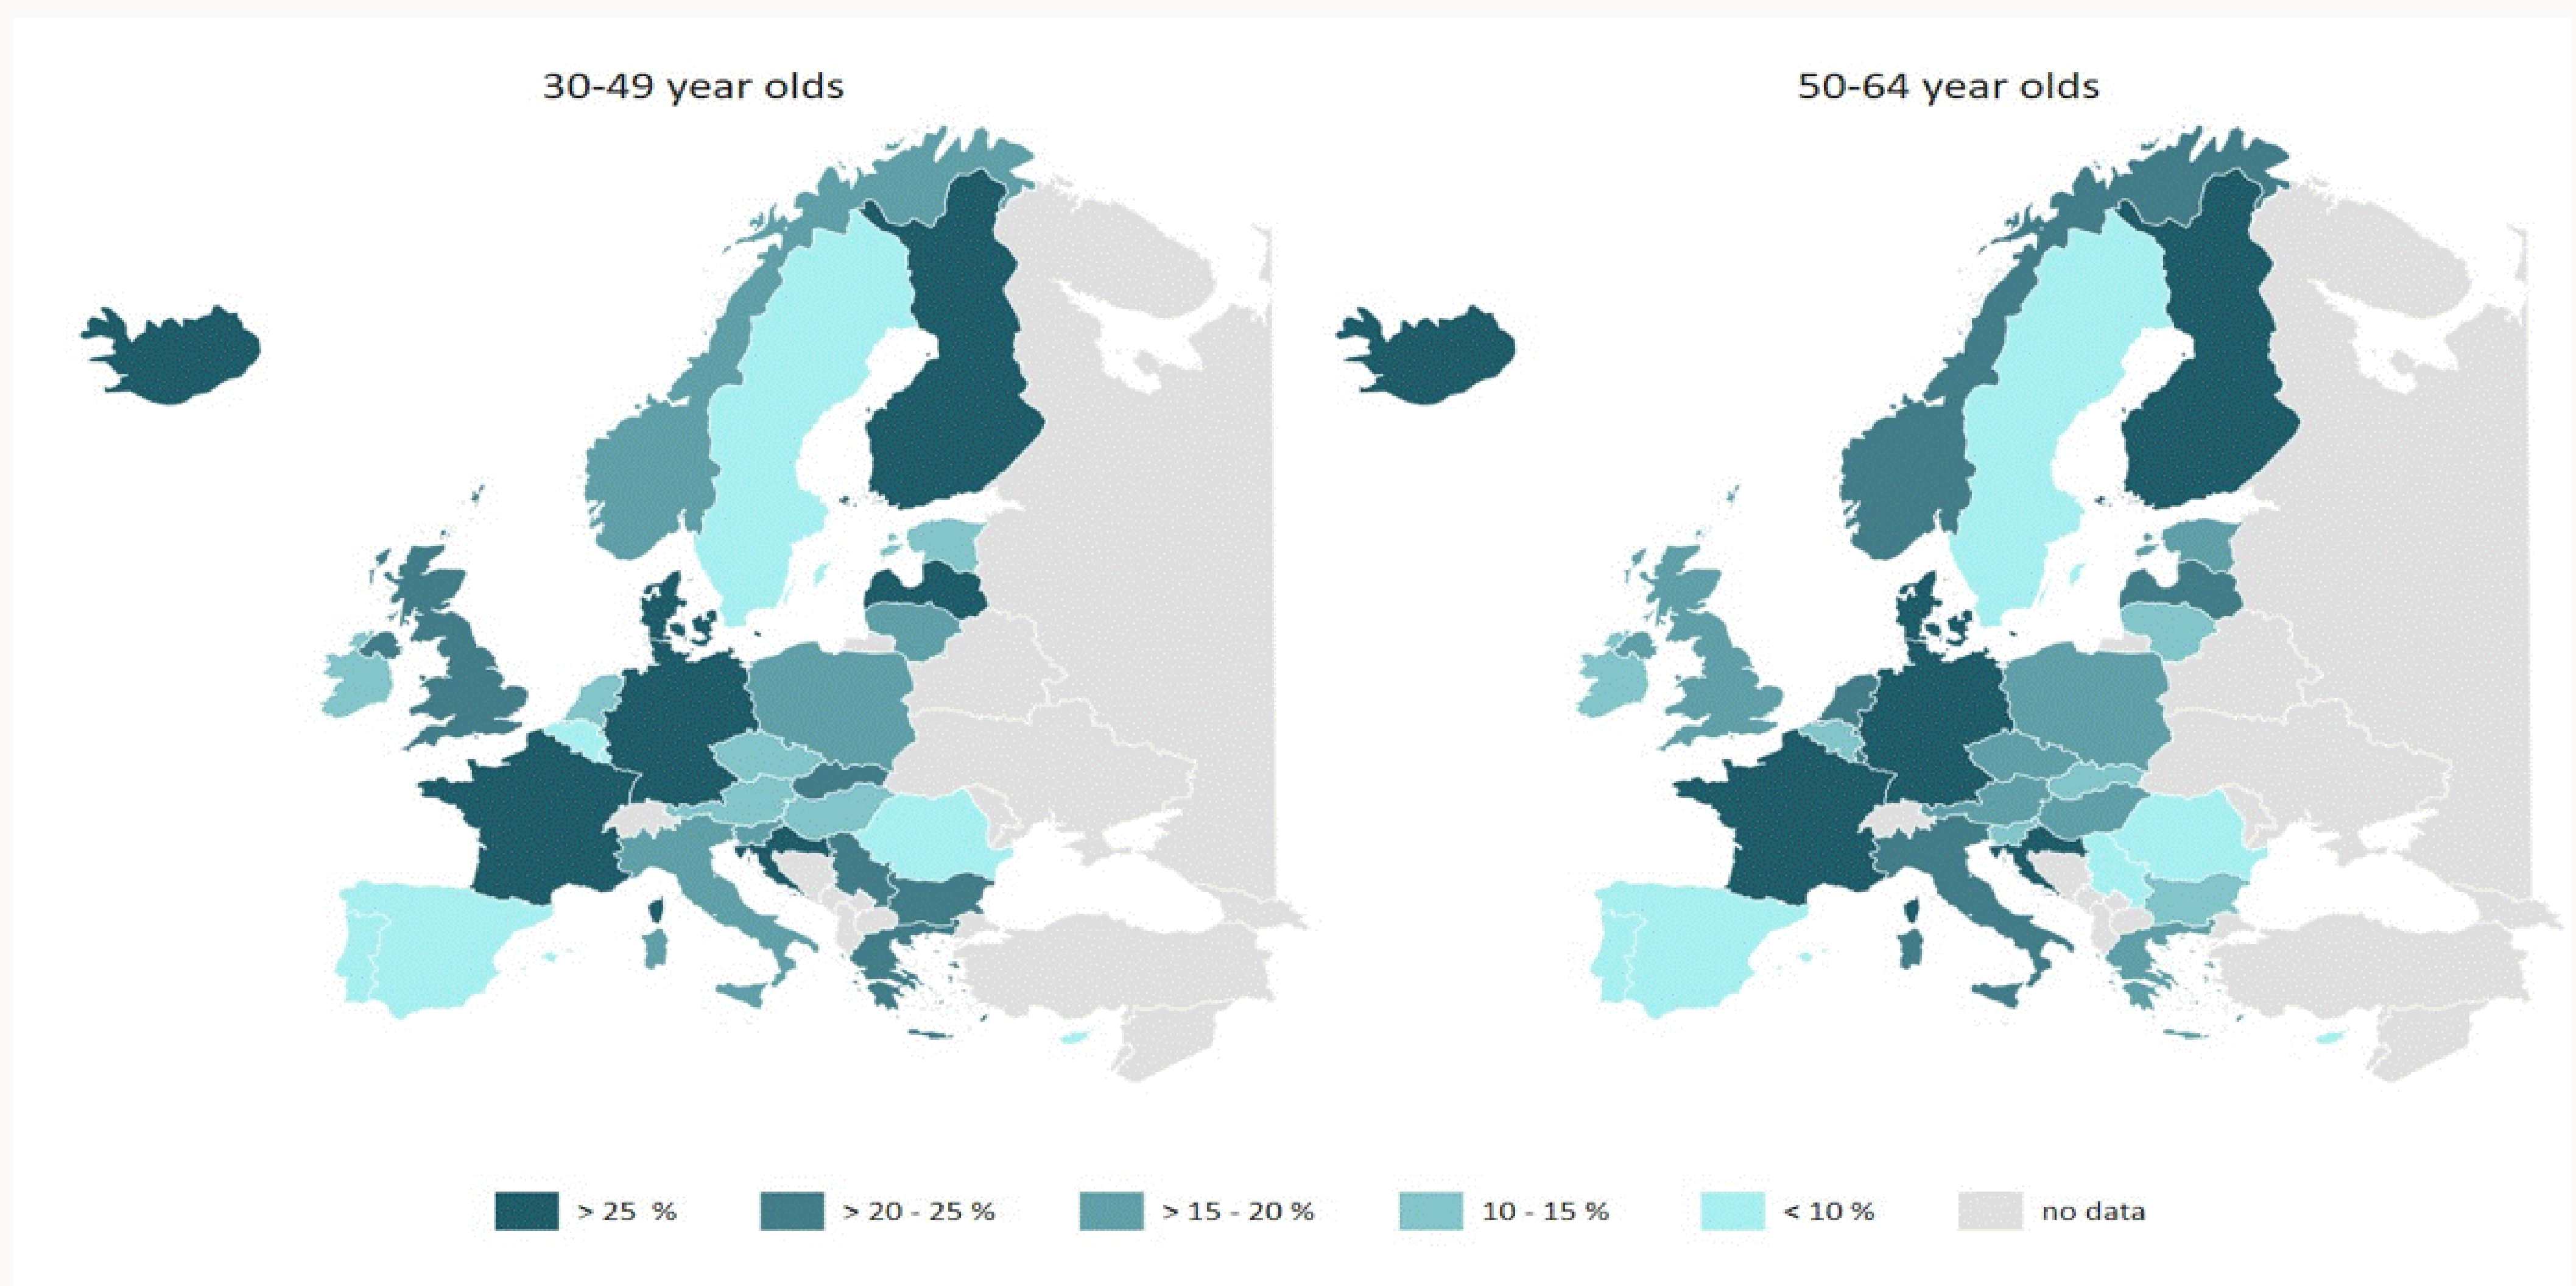 30-49 year olds
50-64 year olds
> 25 %
> 20 - 25 %
> 15 - 20 %
10 - 15 %
< 10 %
no data